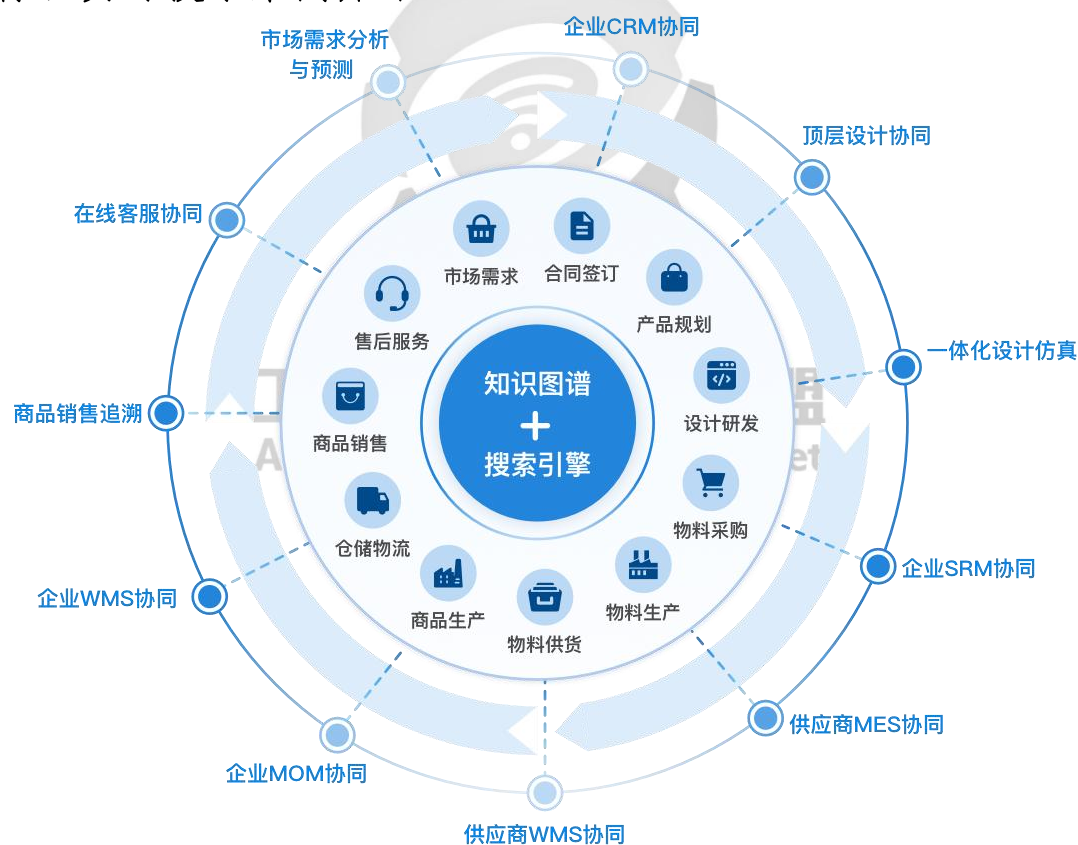 市场需求分析
与预测
企业CRM协同
顶层设计协同
在线客服协同
一体化设计仿真
商品销售追溯
企业SRM协同
企业WMS协同
供应商MES协同
企业MOM协同
供应商WMS协同
市场需求
合同签订
产品规划
售后服务
设计研发
商品销售
物料采购
仓储物流
物料生产
商品生产
物料供货
知识图谱
+
搜索引擎